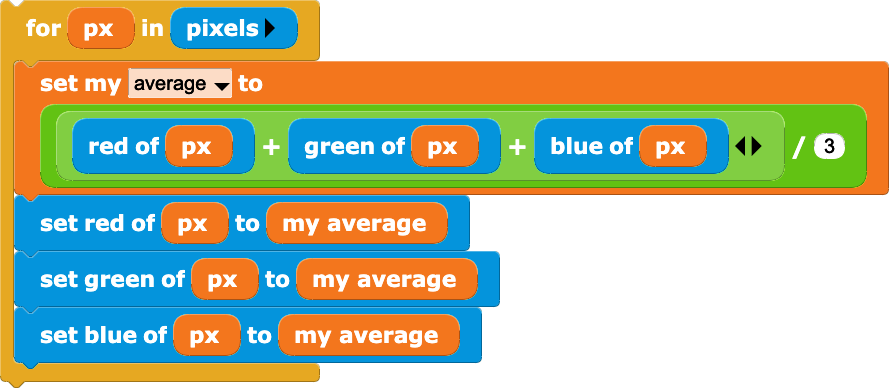 for px in pixels
set my average to
red of px + green of px + blue of px / 3
set red of px to my average
set green of px to my average
set blue of px to my average